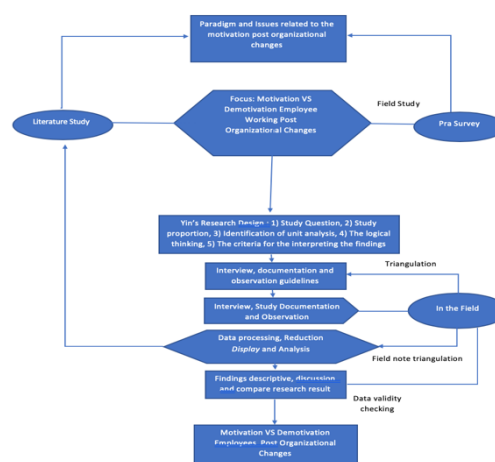 Paradigm and Issues related to the
motivation post organizational
changes
Focus: Motivation VS
Demotivation Employee
Working Post
Organizational Changes
Literature Study
Field Study
Pra Survey
Yin's Research Design : 1) Study Question, 2) Study
proportion, 3) Identification of unit analysis, 4) The logical
thinking, 5) The criteria for the interpreting the findings
Interview, documentation and
observation guidelines
Triangulation
Interview, Study Documentation
and Observation
In the Field
Data processing, Reduction
Display and Analysis
Field note triangulation
Findings descriptive, discussion
and compare research result
Data validity
checking
Motivation VS Demotivation
Employees, Post Organizational
Changes